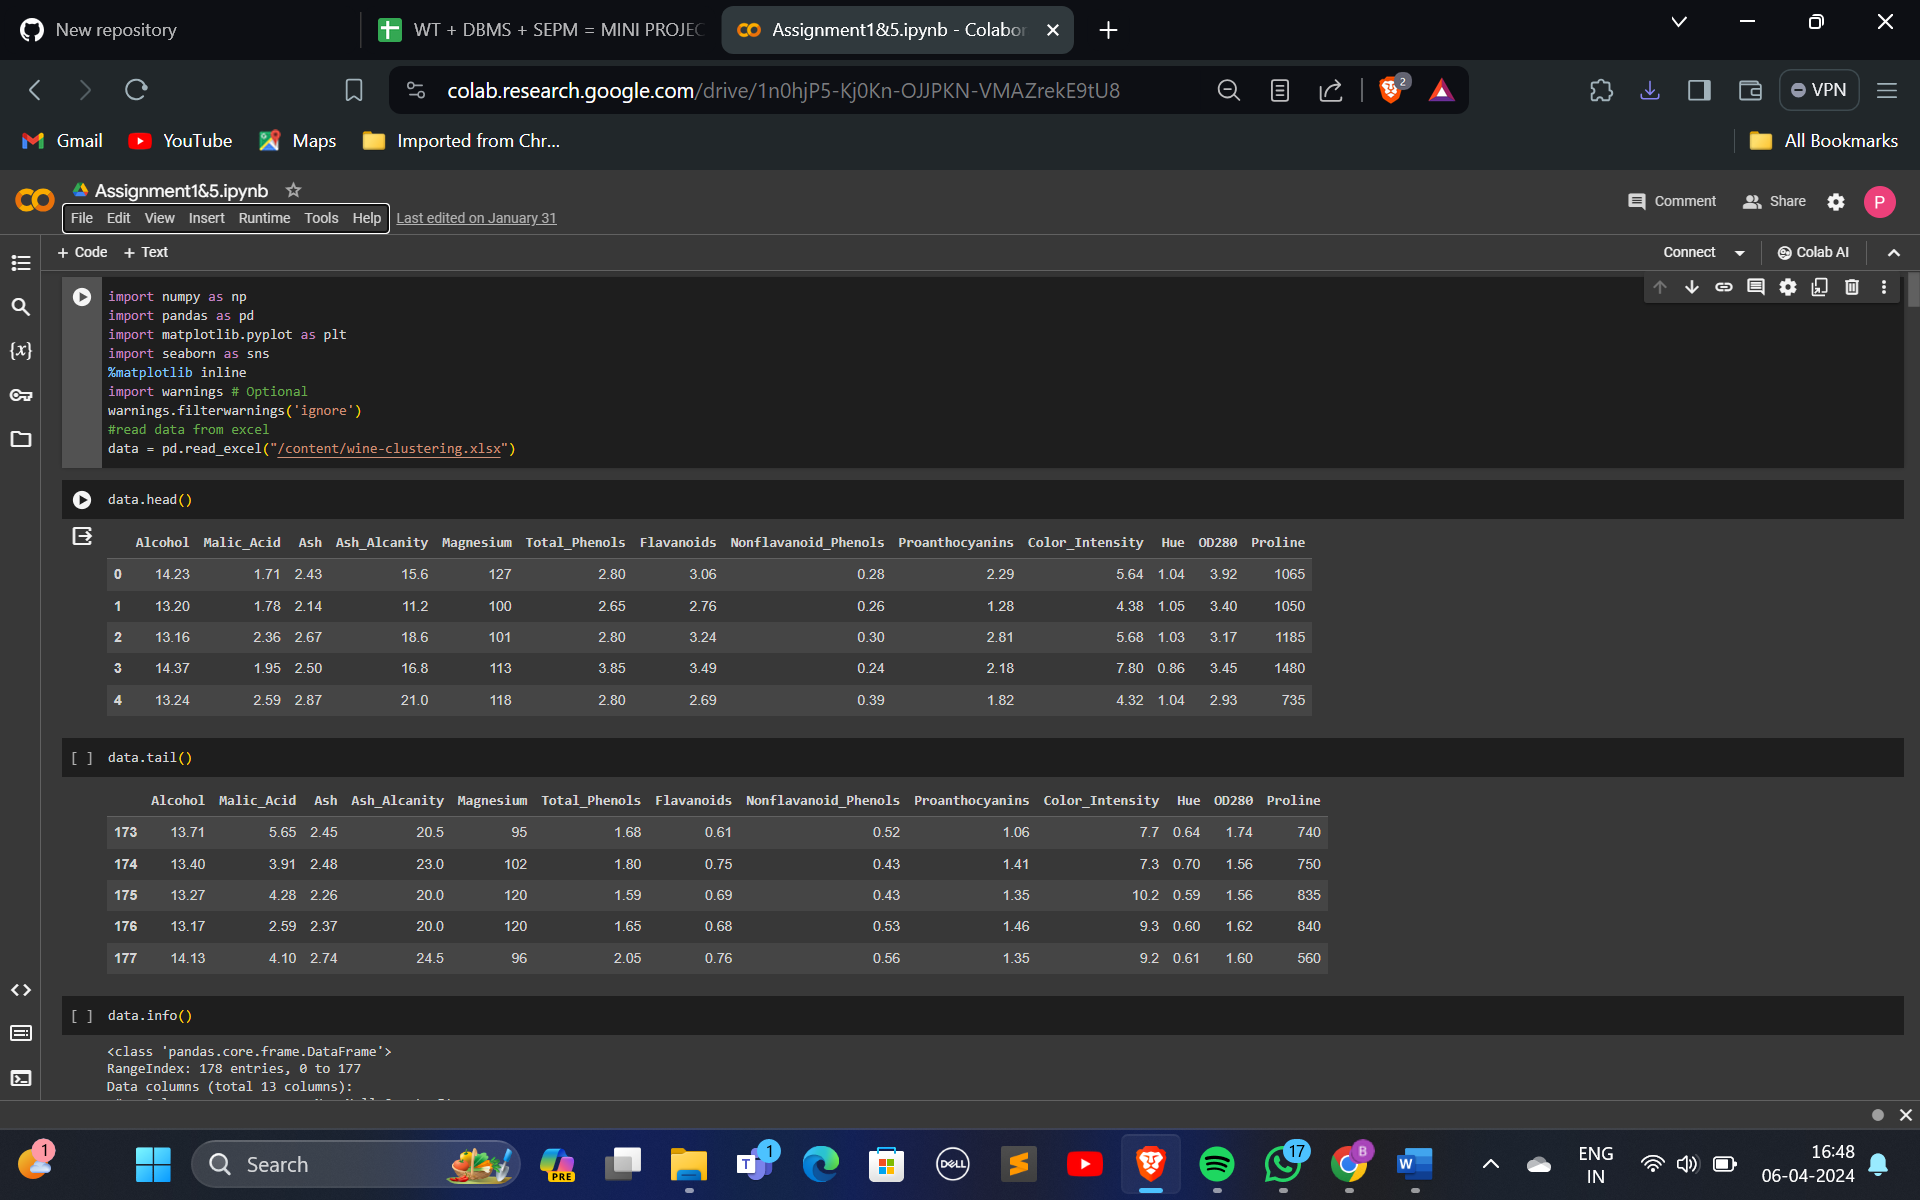 New repository
WT + DBMS + SEPM = MINI PROJEC
Assignment1&5.ipynb - Colabor
colab.research.google.com/drive/1n0hjP5-Kj0Kn-OJJPKN-VMAZrekE9tU8
2
VPN
Gmail
YouTube
Maps
Imported from Chr...
All Bookmarks
Assignment1&5.ipynb
Comment
Share
P
File Edit View Insert Runtime Tools Help
Last edited on January 31
+ Code + Text
Connect
Colab AI
import numpy as np
import pandas as pd
import matplotlib.pyplot as plt
import seaborn as sns
%matplotlib inline
import warnings # Optional
warnings.filterwarnings('ignore')
#read data from excel
data = pd.read_excel("/content/wine-clustering.xlsx")
data.head()
Alcohol Malic_Acid Ash Ash_Alcanity Magnesium Total_Phenols Flavanoids Nonflavanoid_Phenols Proanthocyanins Color_Intensity Hue OD280 Proline
0 14.23 1.71 2.43 15.6 127 2.80 3.06 0.28 2.29 5.64 1.04 3.92 1065
1 13.20 1.78 2.14 11.2 100 2.65 2.76 0.26 1.28 4.38 1.05 3.40 1050
2 13.16 2.36 2.67 18.6 101 2.80 3.24 0.30 2.81 5.68 1.03 3.17 1185
3 14.37 1.95 2.50 16.8 113 3.85 3.49 0.24 2.18 7.80 0.86 3.45 1480
4 13.24 2.59 2.87 21.0 118 2.80 2.69 0.39 1.82 4.32 1.04 2.93 735
[ ] data.tail()
Alcohol Malic_Acid Ash Ash_Alcanity Magnesium Total_Phenols Flavanoids Nonflavanoid_Phenols Proanthocyanins Color_Intensity Hue OD280 Proline
173 13.71 5.65 2.45 20.5 95 1.68 0.61 0.52 1.06 7.7 0.64 1.74 740
174 13.40 3.91 2.48 23.0 102 1.80 0.75 0.43 1.41 7.3 0.70 1.56 750
175 13.27 4.28 2.26 20.0 120 1.59 0.69 0.43 1.35 10.2 0.59 1.56 835
176 13.17 2.59 2.37 20.0 120 1.65 0.68 0.53 1.46 9.3 0.60 1.62 840
177 14.13 4.10 2.74 24.5 96 2.05 0.76 0.56 1.35 9.2 0.61 1.60 560
[ ] data.info()
<class 'pandas.core.frame.DataFrame'>
RangeIndex: 178 entries, 0 to 177
Data columns (total 13 columns):
1
Search
PRE
T
1
DELL
17
B
W
ENG
IN
16:48
06-04-2024